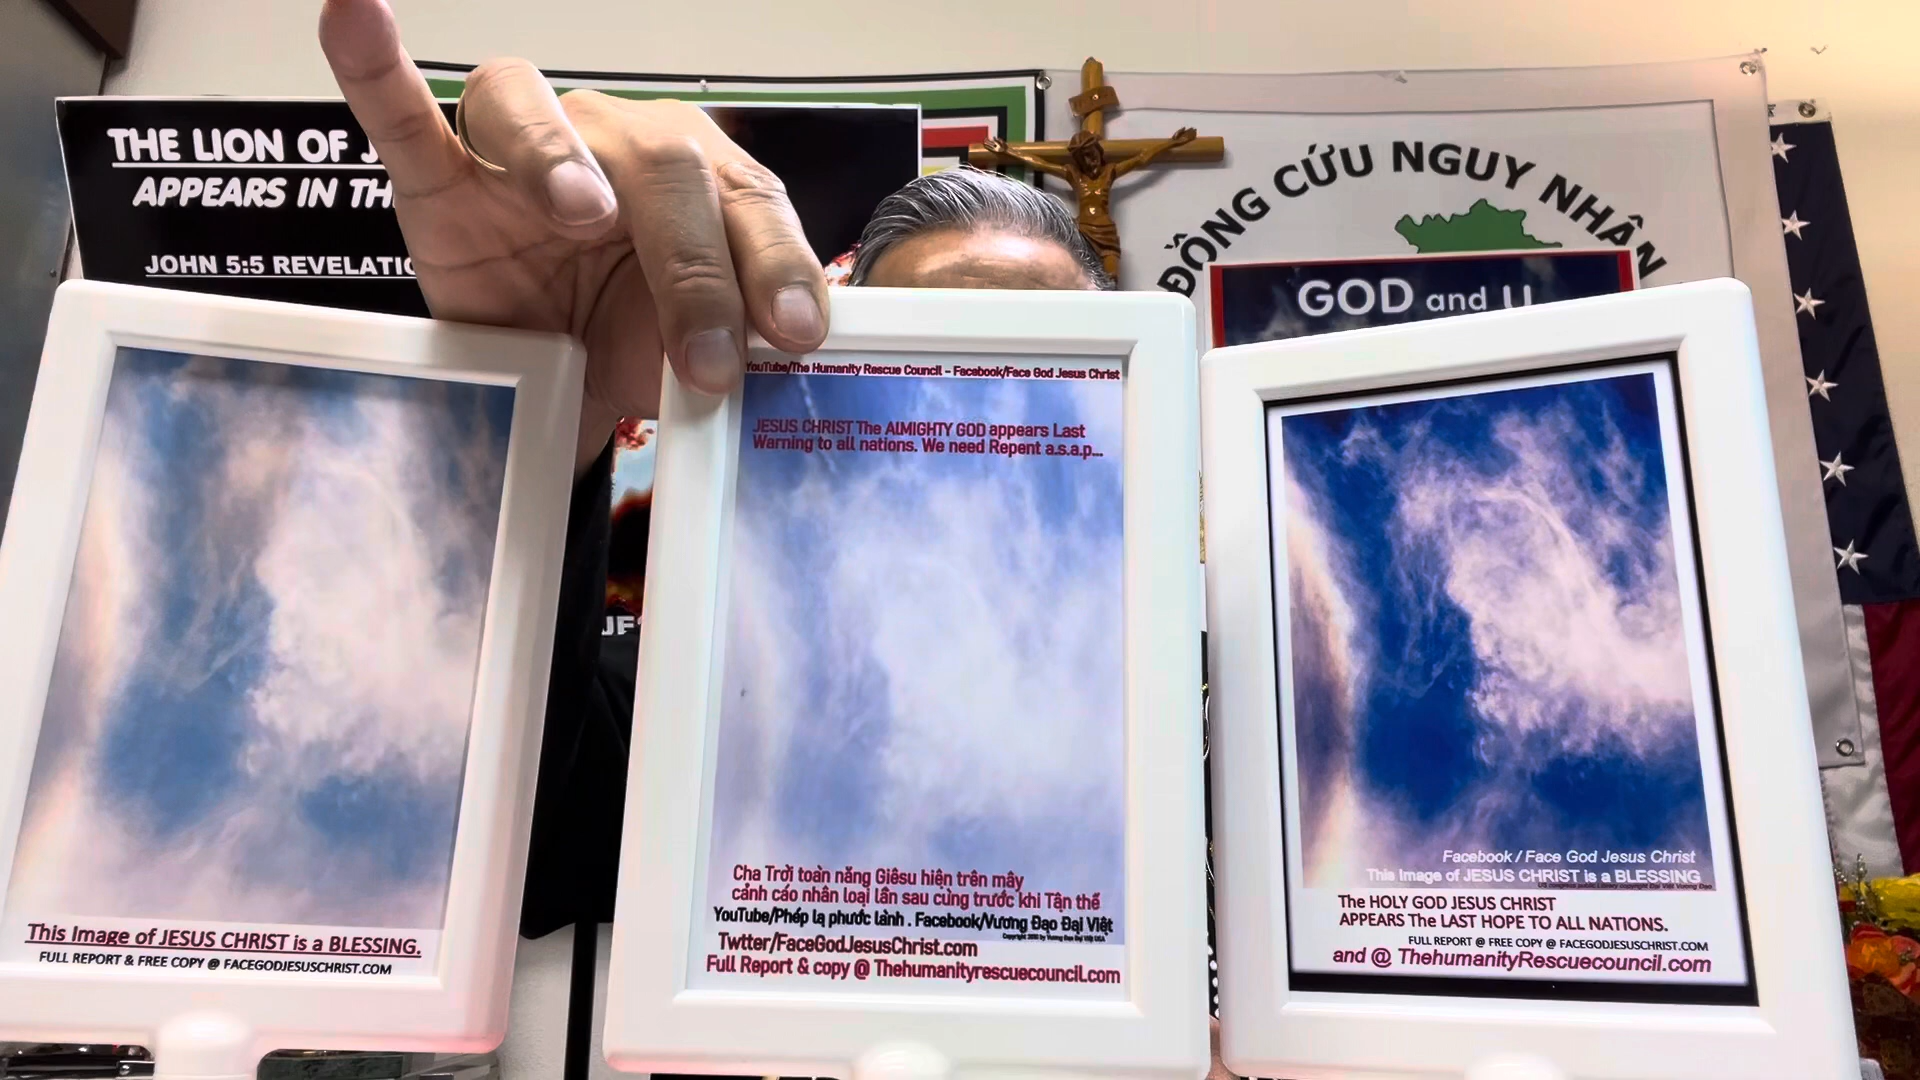 THE LION OF
APPEARS IN
JOHN 5:5
ĐỒNG CỨU NGUY NHÂN
GOD and U
This Image of JESUS CHRIST is a BLESSING.
FULL REPORT & FREE COPY @ FACEGODJESUSCHRIST.COM
YouTube/The Humanity Rescue Council - Facebook/Face God Jesus Christ
JESUS CHRIST The AlMIGHTY GOD appears Last
Warning to all nations. We need Repent a.s.a.p...
Cha Trời toàn năng Giêsu hiện trên mây
cảnh cáo nhân loại lần sau cùng trước khi Tận thế
YouTube/Phép lạ phước lành . Facebook/Vương Đạo Đại Việt
Twtter/FaceGodJesusChrist.com
Full Report & copy @ Thehumanityrescuecouncil.com
Facebook / Face God Jesus Christ
This Image of JESUS CHRIST is a BLESSING
The HOLY GOD JESUS CHRIST
APPEARS The LAST HOPE TO ALL NATIONS.
FULL REPORT @ FREE COPY @ FACEGODJESUSCHRIST.COM
and @ ThehumanityRescuecouncil.com